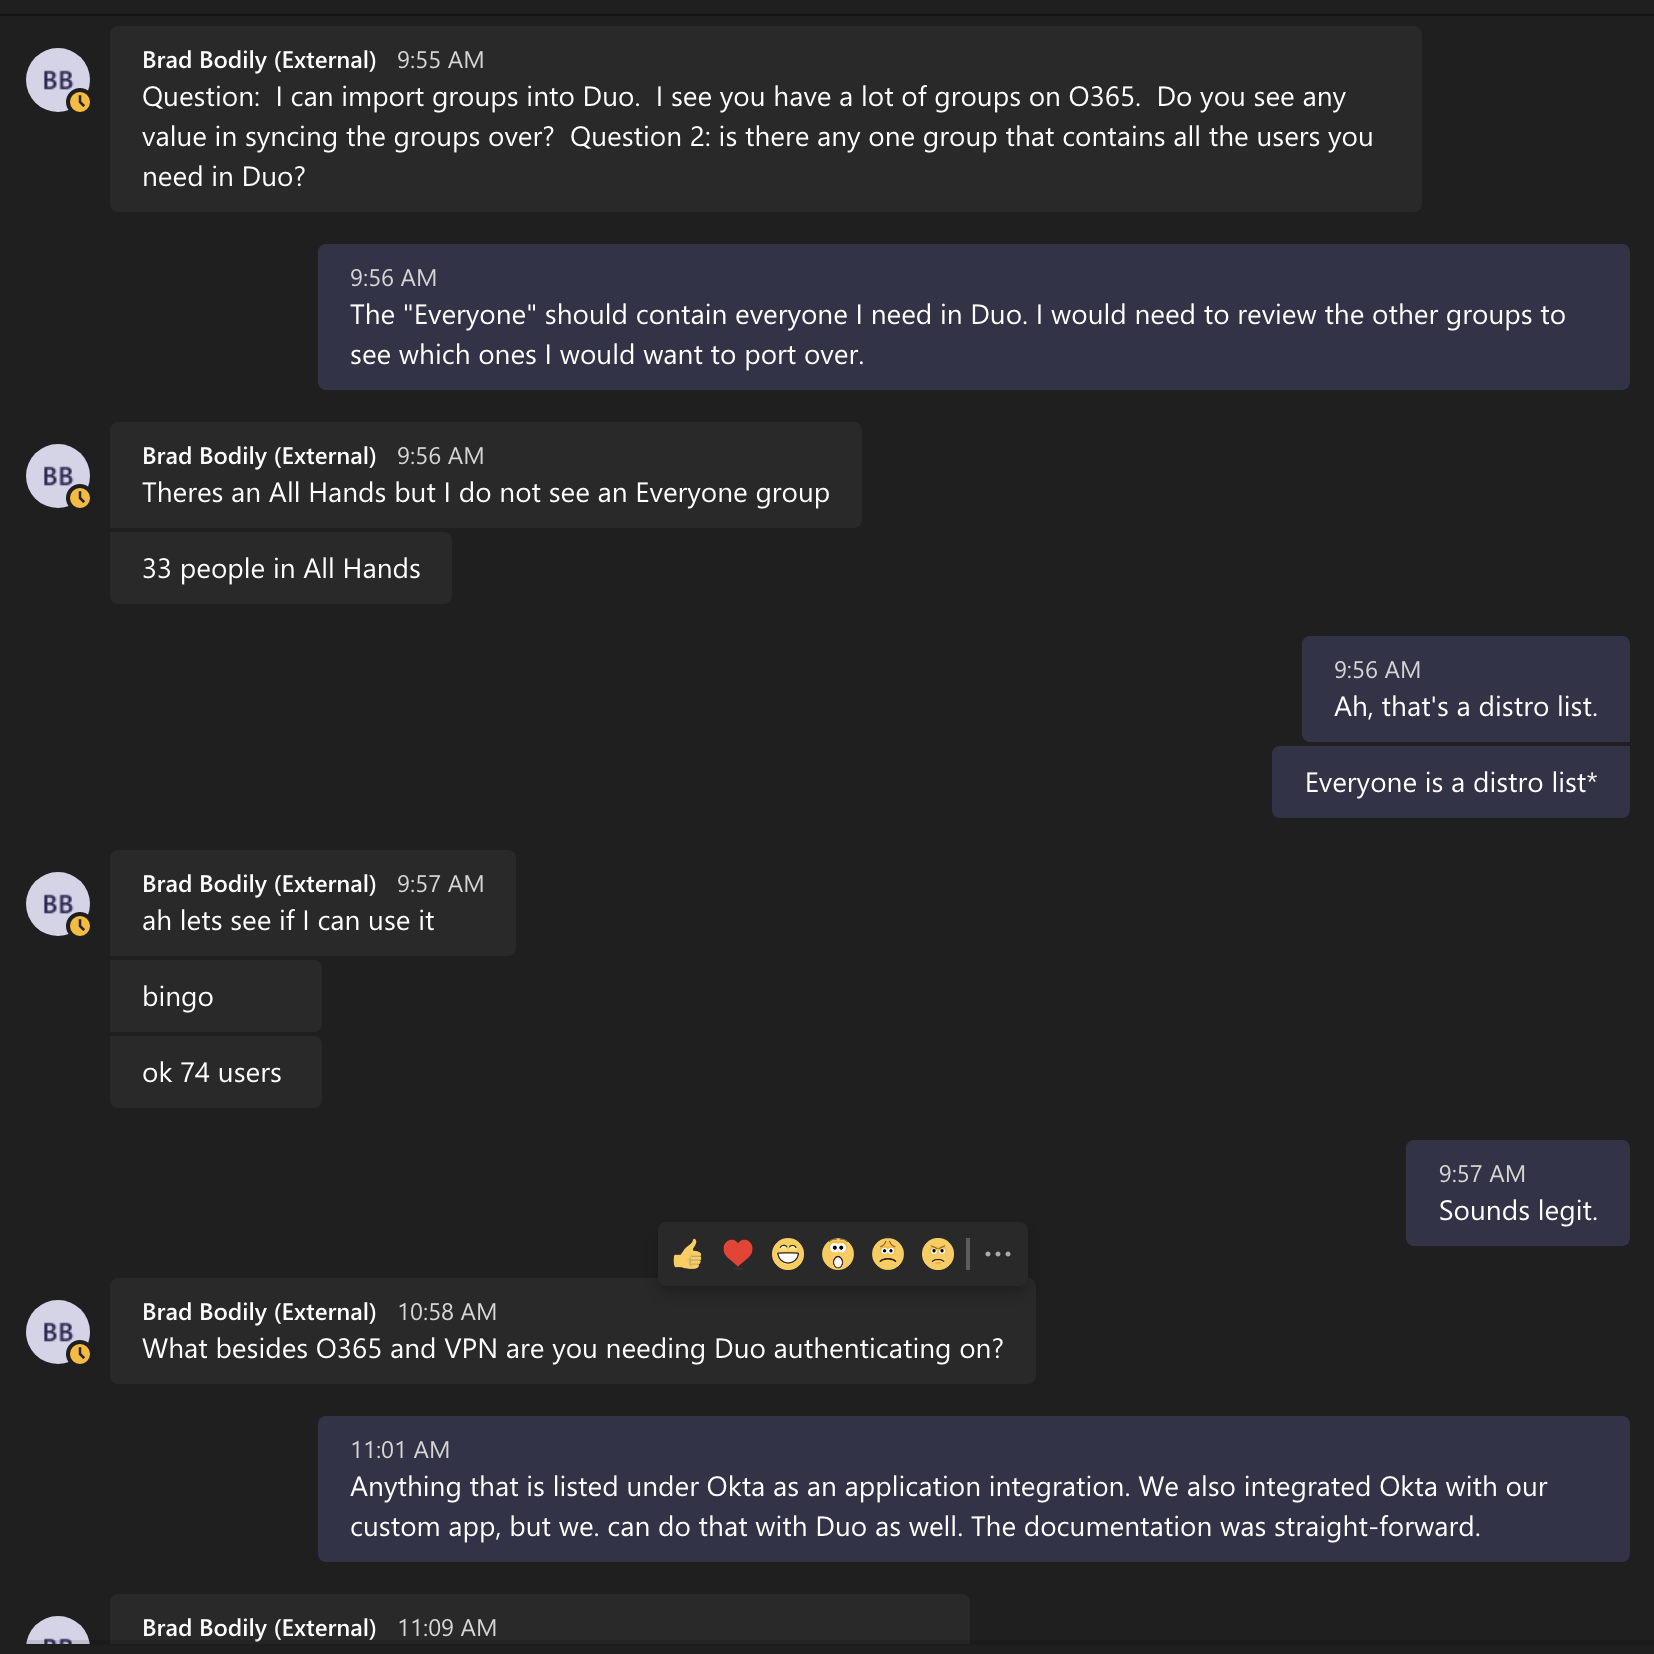 Brad Bodily (External) 9:55 AM
Question:  I can import groups into Duo.  I see you have a lot of groups on O365.  Do you see any
value in syncing the groups over?  Question 2: is there any one group that contains all the users you
need in Duo?
BB
9:56 AM
The "Everyone" should contain everyone I need in Duo. I would need to review the other groups to
see which ones I would want to port over.
Brad Bodily (External) 9:56 AM
BB
Theres an All Hands but I do not see an Everyone group
33 people in All Hands
9:56 AM
Ah, that's a distro list.
Everyone is a distro list*
Brad Bodily (External) 9:57 AM
BB
ah lets see if I can use it
bingo
ok 74 users
9:57 AM
Sounds legit.
Brad Bodily (External) 10:58 AM
BB
What besides O365 and VPN are you needing Duo authenticating on?
11:01 AM
Anything that is listed under Okta as an application integration. We also integrated Okta with our
custom app, but we. can do that with Duo as well. The documentation was straight-forward.
Brad Bodily (External) 11:09 AM